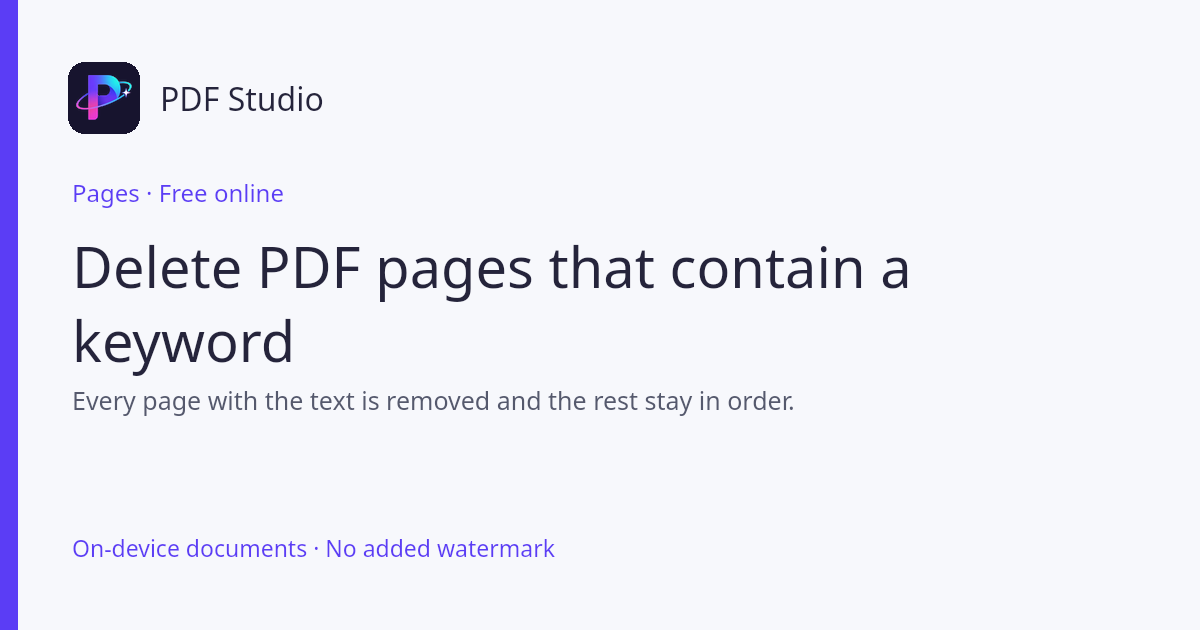 PDF Studio
Pages · Free online
Delete PDF pages that contain a
keyword
Every page with the text is removed and the rest stay in order.
On-device documents · No added watermark